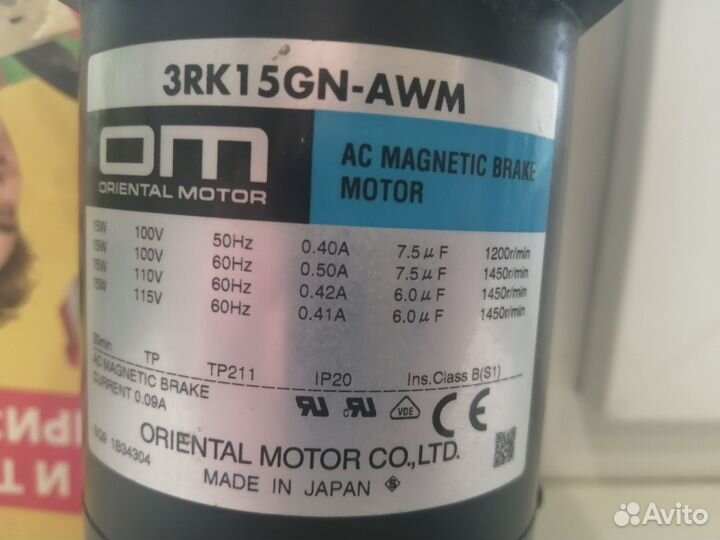 3RK15GN-AWM
om
ORIENTAL MOTOR
AC MAGNETIC BRAKE
MOTOR
15W 100V 50Hz 0.40A 7.5μF 1200r/min
15W 100V 60Hz 0.50A 7.5μF 1450r/min
15W 110V 60Hz 0.42A 6.0μF 1450r/min
15W 115V 60Hz 0.41A 6.0μF 1450r/min
20min TP TP211 IP20 Ins.Class B(S1)
AC MAGNETIC BRAKE
CURRENT 0.09A
c
VDE
CE
1B34304
ORIENTAL MOTOR CO.,LTD.
MADE IN JAPAN
S
И Т
Avito